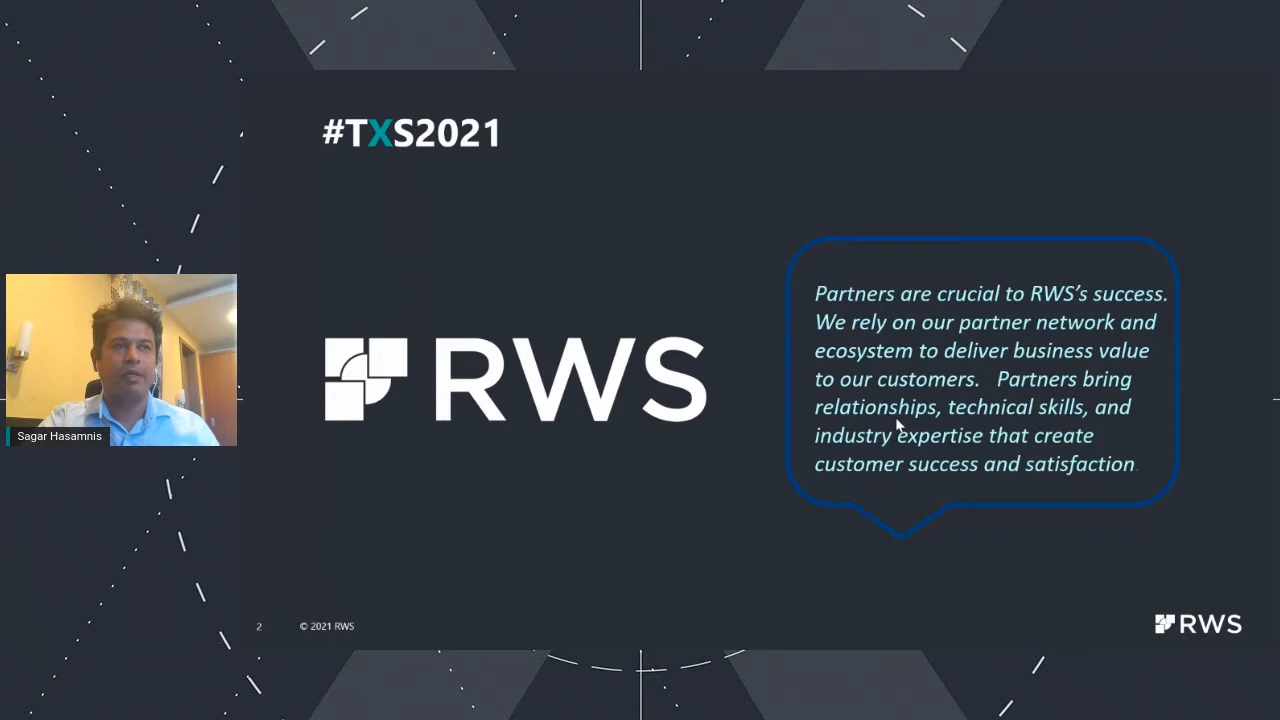 #TXS2021
RWS
Partners are crucial to RWS's success.
We rely on our partner network and
ecosystem to deliver business value
to our customers.   Partners bring
relationships, technical skills, and
industry expertise that create
customer success and satisfaction.
Sagar Hasamnis
2
© 2021 RWS
RWS